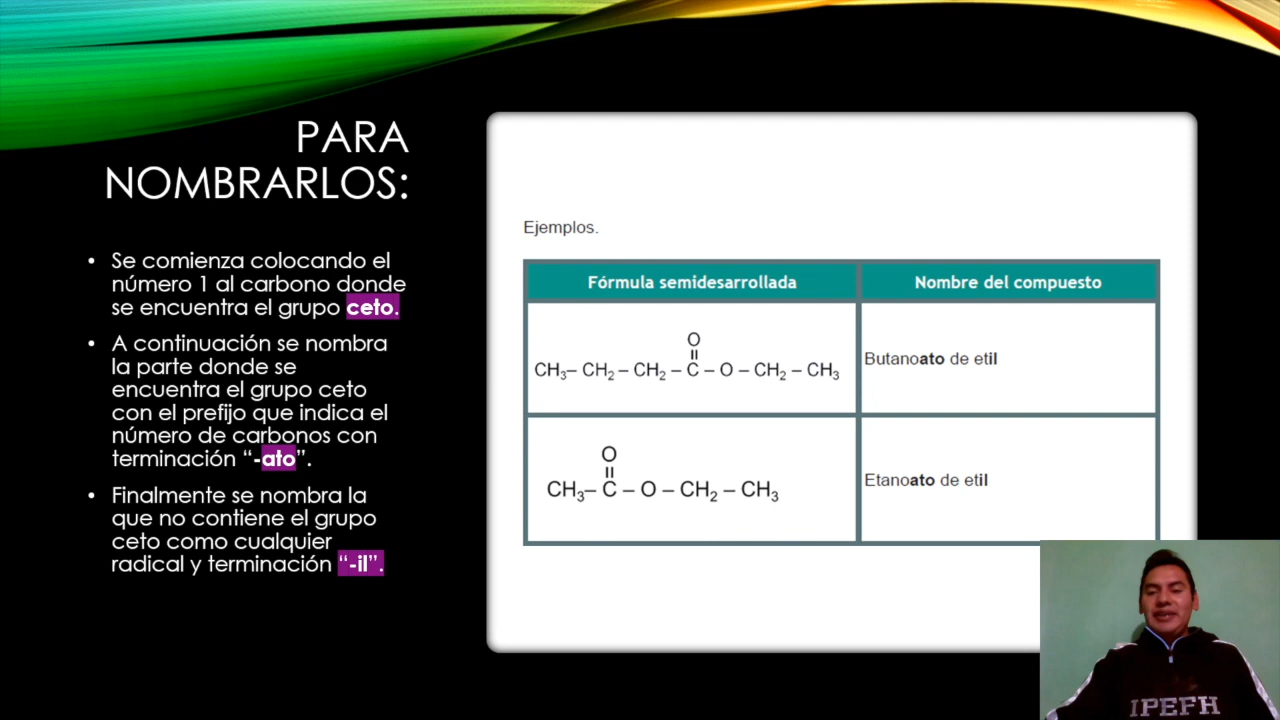 PARA
NOMBRARLOS:
• Se comienza colocando el
número 1 al carbono donde
se encuentra el grupo ceto.
• A continuación se nombra
la parte donde se
encuentra el grupo ceto
con el prefijo que indica el
número de carbonos con
terminación “-ato”.
• Finalmente se nombra la
que no contiene el grupo
ceto como cualquier
radical y terminación “-il”.
Ejemplos.
Fórmula semidesarrollada
Nombre del compuesto
O
CH₃– CH₂ – CH₂ – C – O – CH₂ – CH₃
Butanoato de etil
O
CH₃– C – O – CH₂ – CH₃
Etanoato de etil
IPEFH